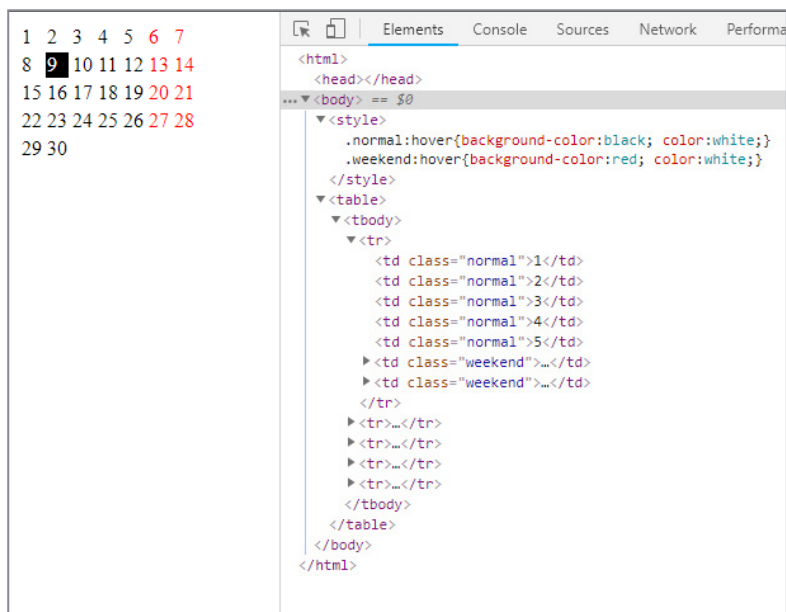 1 2 3 4 5 6 7
8 9 10 11 12 13 14
15 16 17 18 19 20 21
22 23 24 25 26 27 28
29 30
Elements Console Sources Network Performa
<html>
<head></head>
... ▼<body> == $0
▼<style>
.normal:hover{background-color:black; color:white;}
.weekend:hover{background-color:red; color:white;}
</style>
▼<table>
▼<tbody>
▼<tr>
<td class="normal">1</td>
<td class="normal">2</td>
<td class="normal">3</td>
<td class="normal">4</td>
<td class="normal">5</td>
▶<td class="weekend">…</td>
▶<td class="weekend">…</td>
</tr>
▶<tr>…</tr>
▶<tr>…</tr>
▶<tr>…</tr>
▶<tr>…</tr>
</tbody>
</table>
</body>
</html>